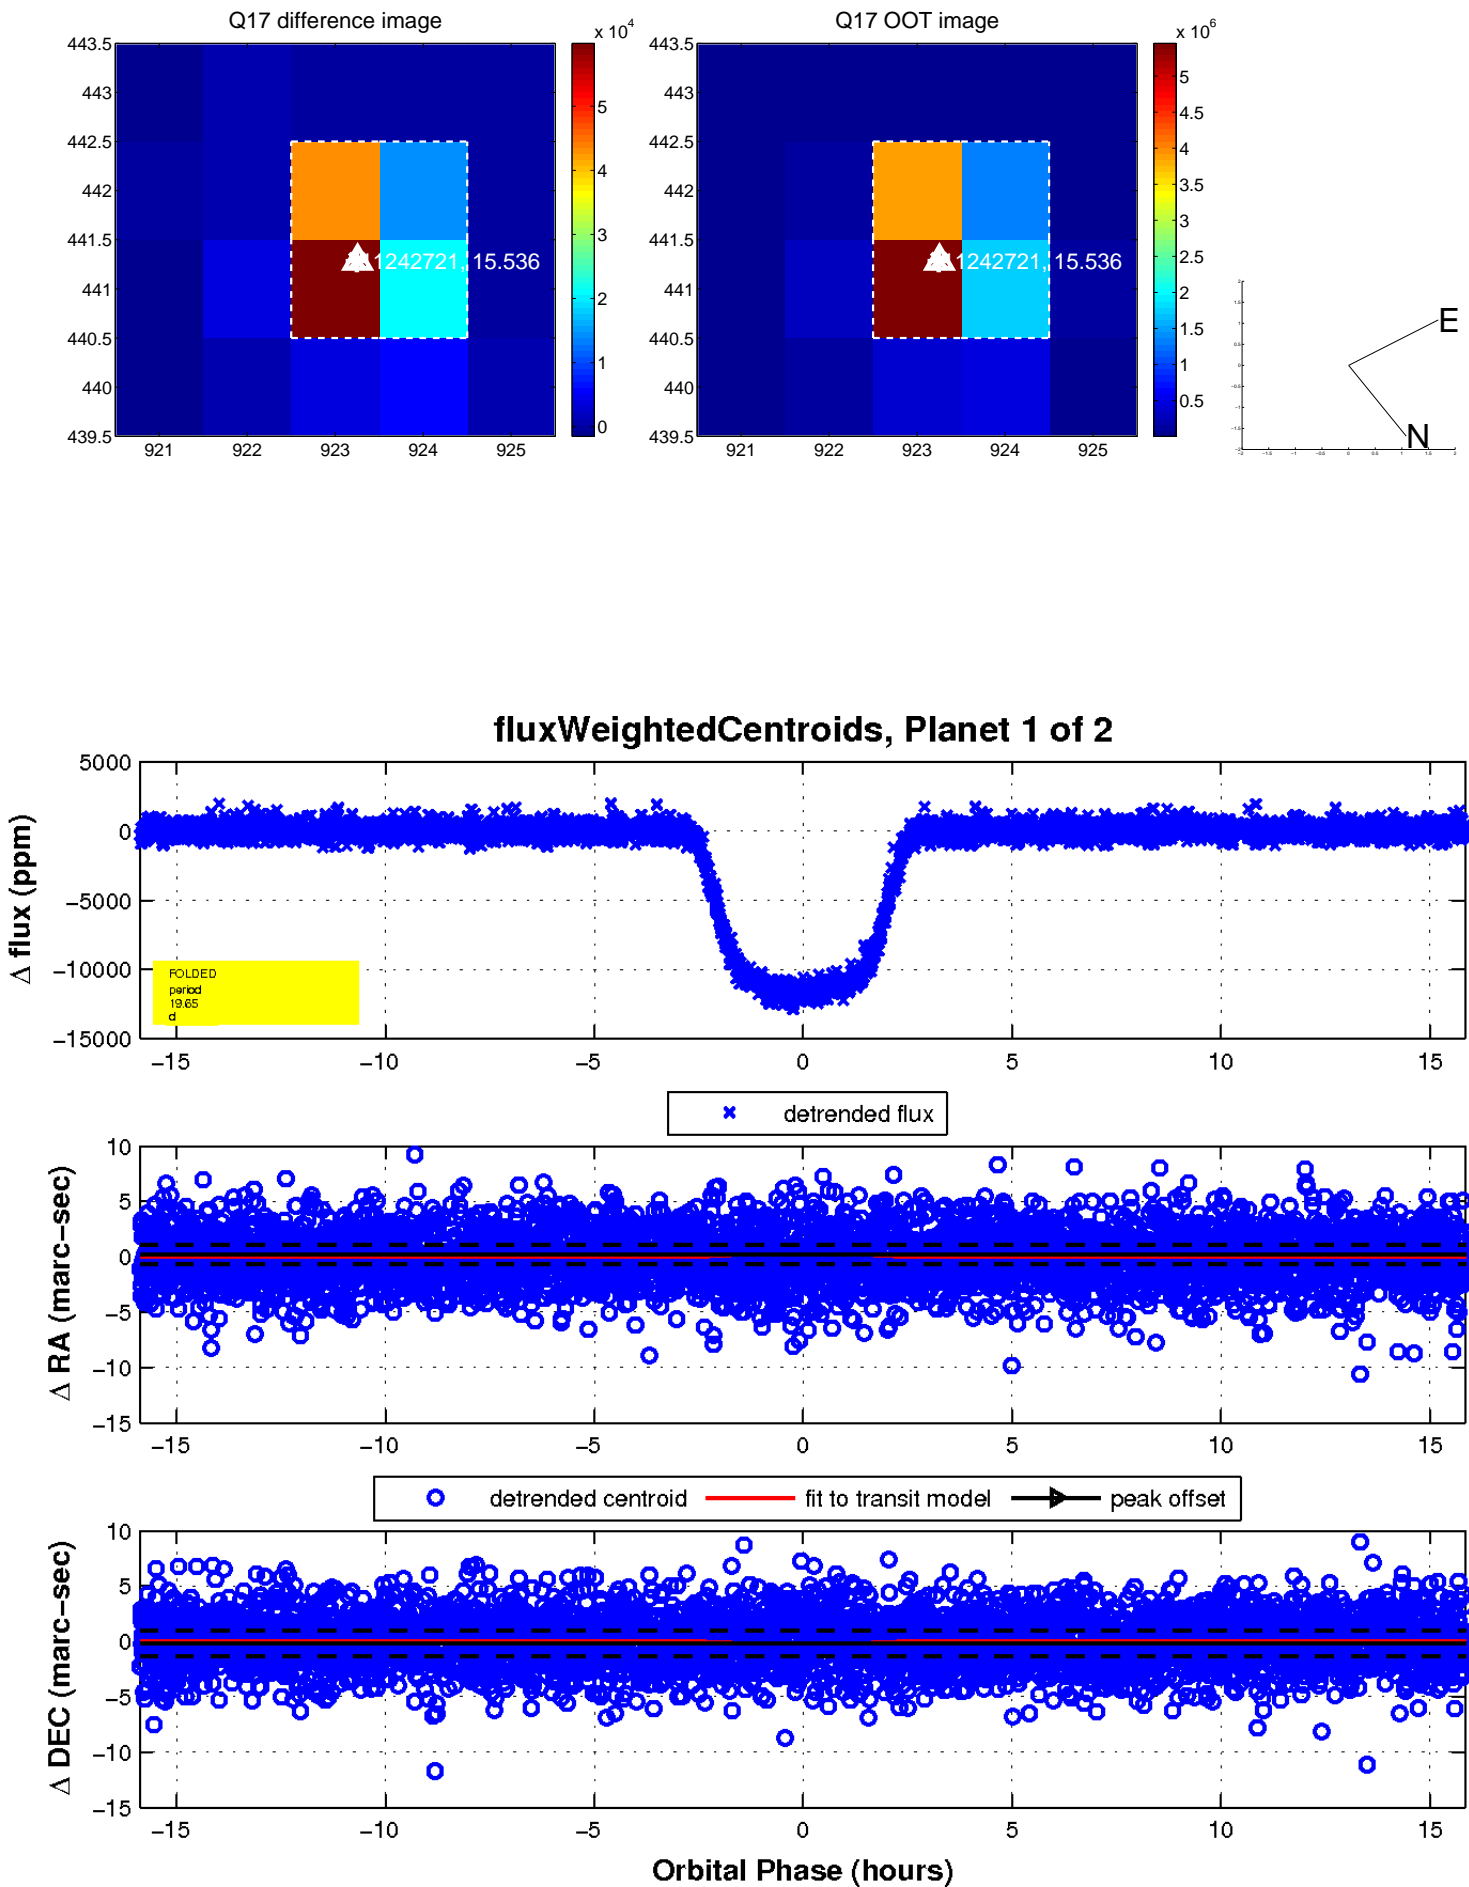 Q17 difference image
x 10^4
443.5
443
442.5
442
441.5
441
440.5
440
439.5
921 922 923 924 925
5
4
3
2
1
0
1242721, 15.536
Q17 OOT image
x 10^6
443.5
443
442.5
442
441.5
441
440.5
440
439.5
921 922 923 924 925
5
4.5
4
3.5
3
2.5
2
1.5
1
0.5
1242721, 15.536
E
N
fluxWeightedCentroids, Planet 1 of 2
Δ flux (ppm)
5000
0
−5000
−10000
−15000
FOLDED
period
19.65
d
−15 −10 −5 0 5 10 15
detrended flux
Δ RA (marc−sec)
10
5
0
−5
−10
−15
−15 −10 −5 0 5 10 15
detrended centroid fit to transit model peak offset
Δ DEC (marc−sec)
10
5
0
−5
−10
−15
−15 −10 −5 0 5 10 15
Orbital Phase (hours)